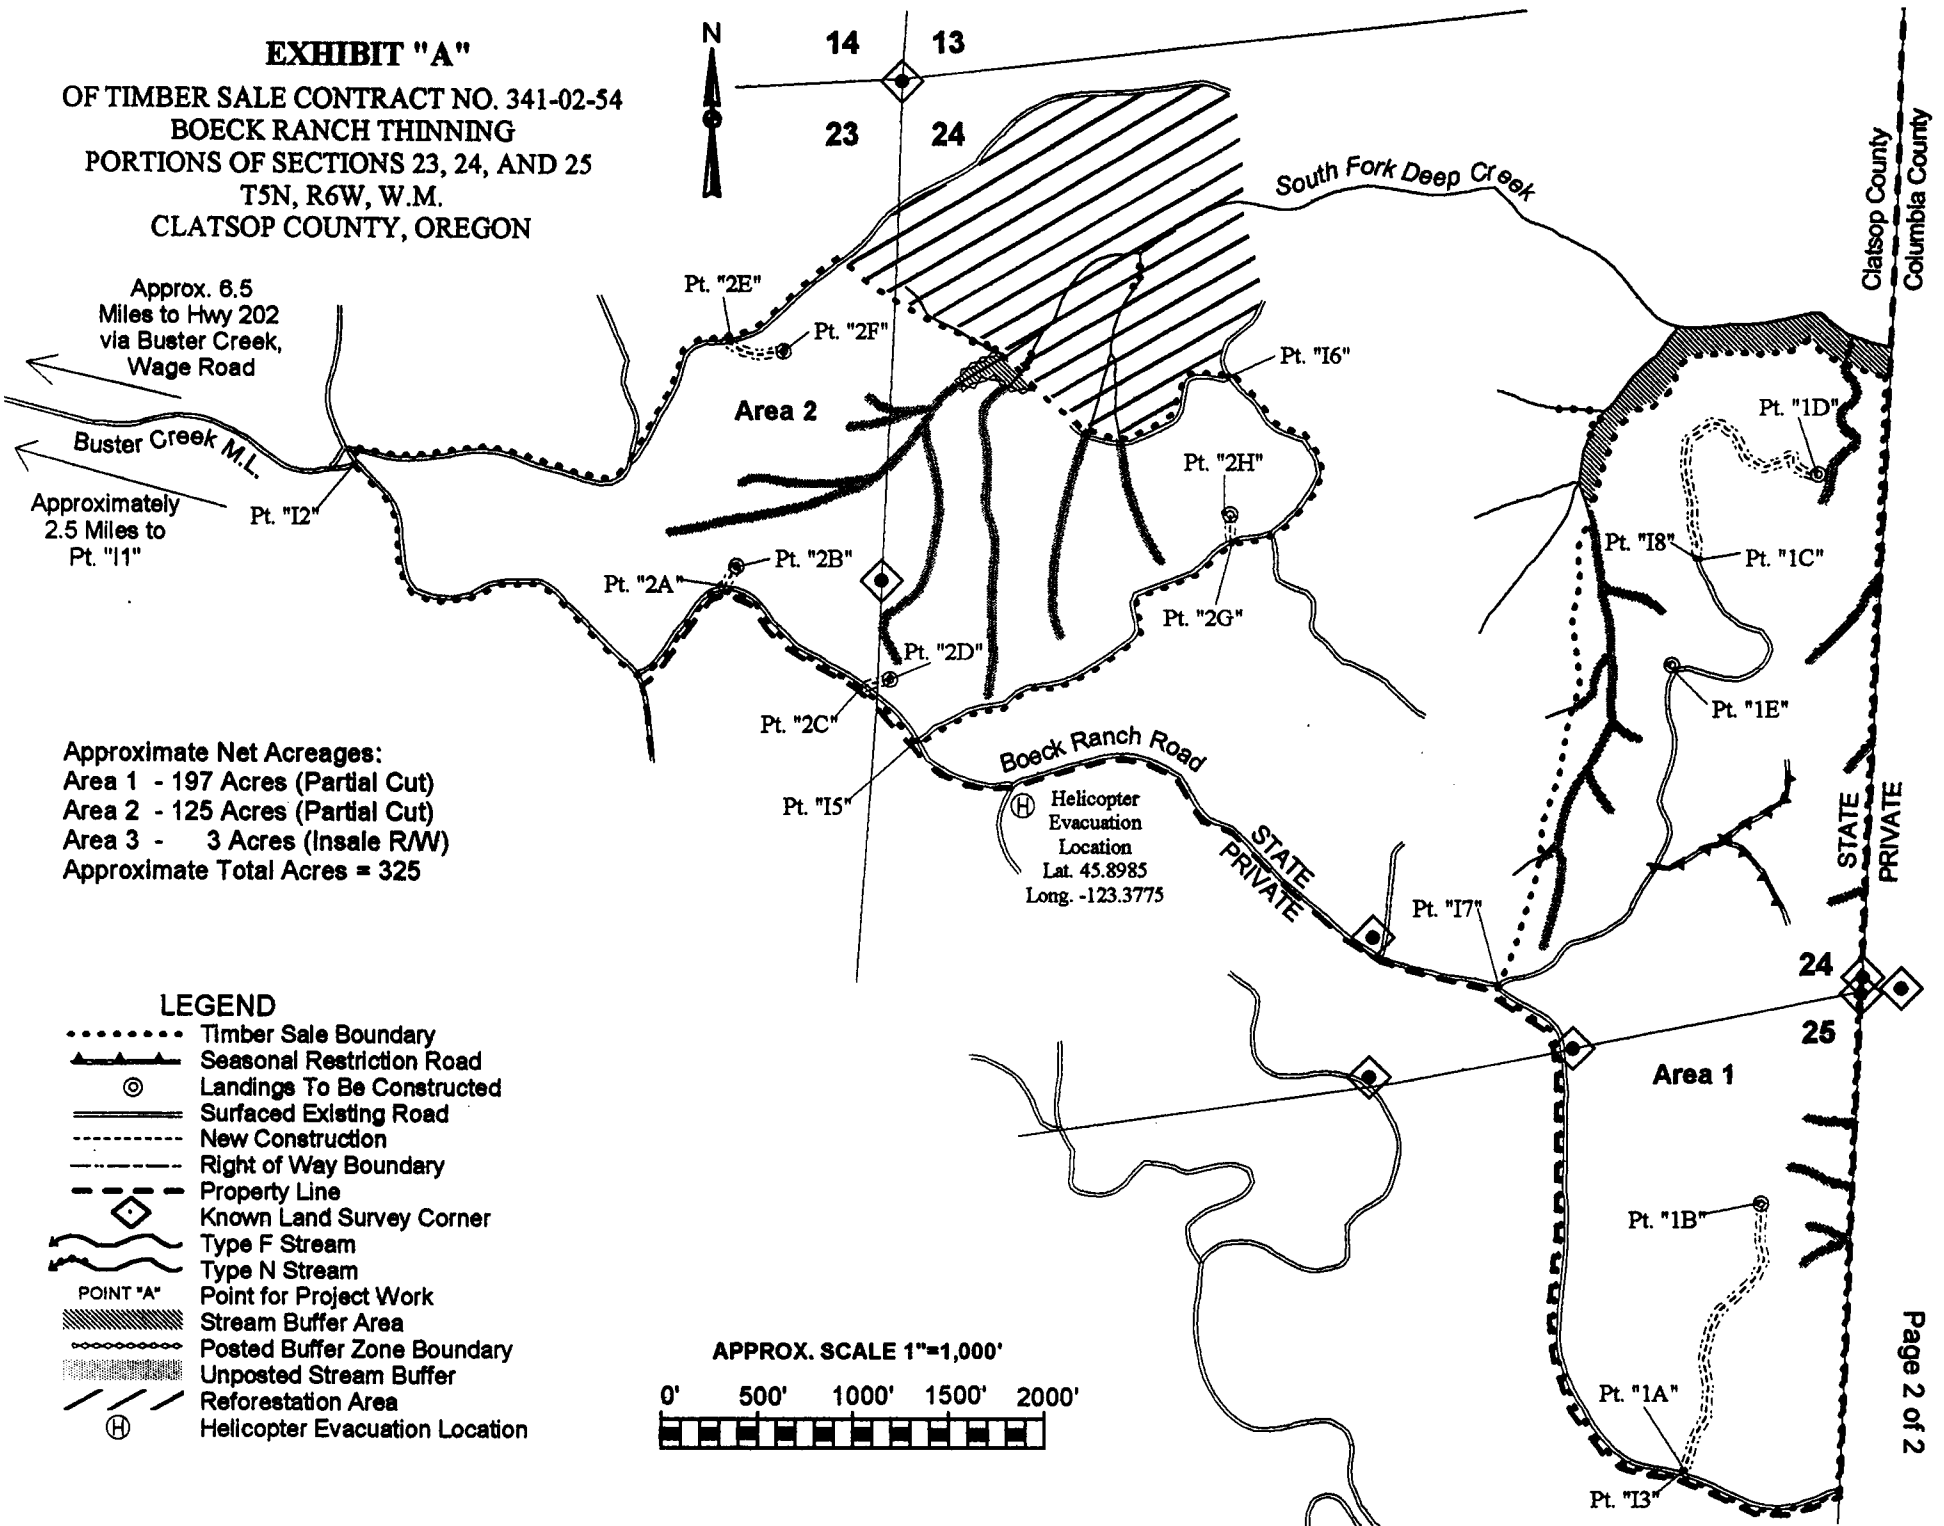 EXHIBIT "A"
OF TIMBER SALE CONTRACT NO. 341-02-54
BOECK RANCH THINNING
PORTIONS OF SECTIONS 23, 24, AND 25
T5N, R6W, W.M.
CLATSOP COUNTY, OREGON
N
14
13
23
24
South Fork Deep Creek
Clatsop County
Columbia County
Approx. 6.5
Miles to Hwy 202
via Buster Creek,
Wage Road
Buster Creek M.L.
Approximately
2.5 Miles to
Pt. "I1"
Pt. "I2"
Pt. "2E"
Pt. "2F"
Area 2
Pt. "I6"
Pt. "1D"
Pt. "2H"
Pt. "2B"
Pt. "2A"
Pt. "I8"
Pt. "1C"
Pt. "2G"
Pt. "2D"
Pt. "2C"
Pt. "1E"
Boeck Ranch Road
Pt. "I5"
H
Helicopter
Evacuation
Location
Lat. 45.8985
Long. -123.3775
STATE
PRIVATE
STATE
PRIVATE
Pt. "I7"
24
25
Area 1
Pt. "1B"
Pt. "1A"
Pt. "I3"
Approximate Net Acreages:
Area 1 - 197 Acres (Partial Cut)
Area 2 - 125 Acres (Partial Cut)
Area 3 - 3 Acres (Insale R/W)
Approximate Total Acres = 325
LEGEND
Timber Sale Boundary
Seasonal Restriction Road
Landings To Be Constructed
Surfaced Existing Road
New Construction
Right of Way Boundary
Property Line
Known Land Survey Corner
Type F Stream
Type N Stream
POINT "A" Point for Project Work
Stream Buffer Area
Posted Buffer Zone Boundary
Unposted Stream Buffer
Reforestation Area
H Helicopter Evacuation Location
APPROX. SCALE 1"=1,000'
0' 500' 1000' 1500' 2000'
Page 2 of 2